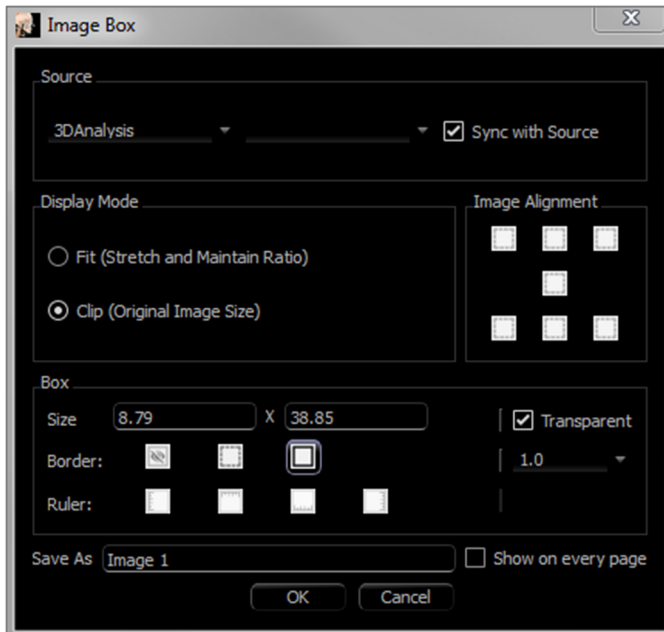 Image Box
Source
3DAnalysis Sync with Source
Display Mode
Image Alignment
Fit (Stretch and Maintain Ratio)
Clip (Original Image Size)
Box
Size 8.79 X 38.85 Transparent
Border: 1.0
Ruler:
Save As Image 1 Show on every page
OK Cancel